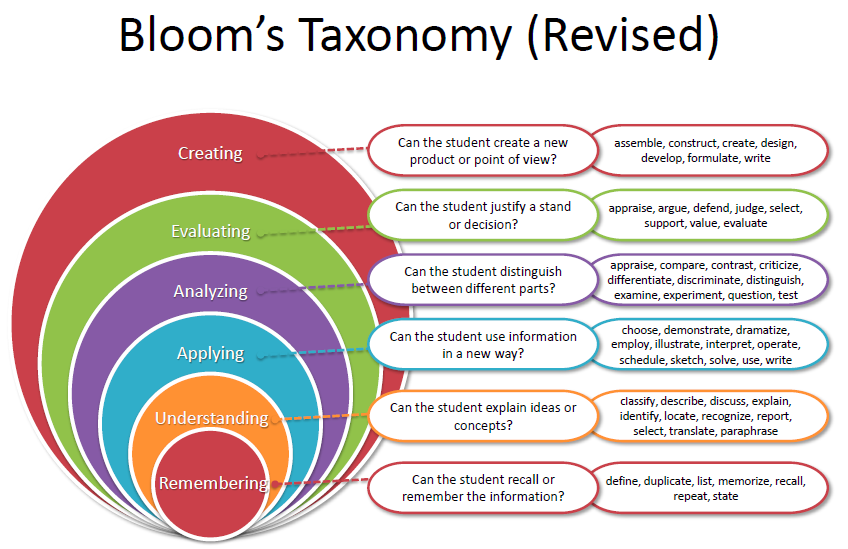 Bloom’s Taxonomy (Revised)
Creating
Can the student create a new
product or point of view?
assemble, construct, create, design,
develop, formulate, write
Evaluating
Can the student justify a stand
or decision?
appraise, argue, defend, judge, select,
support, value, evaluate
Analyzing
Can the student distinguish
between different parts?
appraise, compare, contrast, criticize,
differentiate, discriminate, distinguish,
examine, experiment, question, test
Applying
Can the student use information
in a new way?
choose, demonstrate, dramatize,
employ, illustrate, interpret, operate,
schedule, sketch, solve, use, write
Understanding
Can the student explain ideas or
concepts?
classify, describe, discuss, explain,
identify, locate, recognize, report,
select, translate, paraphrase
Remembering
Can the student recall or
remember the information?
define, duplicate, list, memorize, recall,
repeat, state